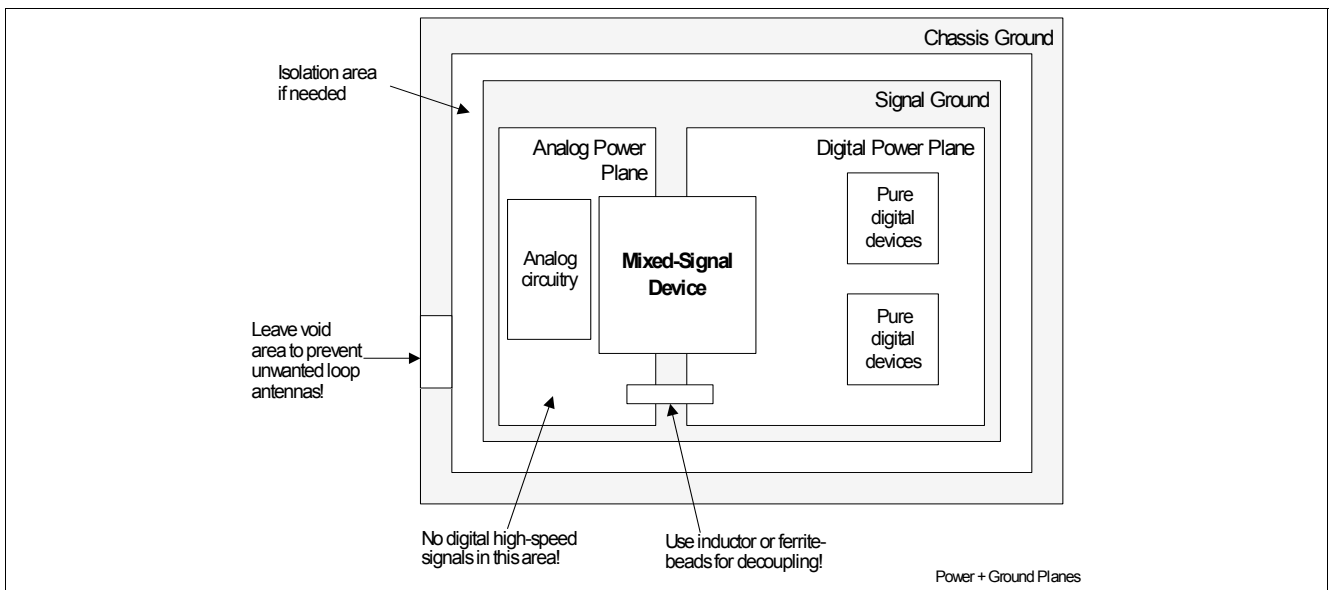 Chassis Ground
Isolation area
if needed
Signal Ground
Analog Power
Plane
Digital Power Plane
Pure
digital
devices
Analog
circuitry
Mixed-Signal
Device
Pure
digital
devices
Leave void
area to prevent
unwanted loop
antennas!
No digital high-speed
signals in this area!
Use inductor or ferrite-
beads for decoupling!
Power + Ground Planes